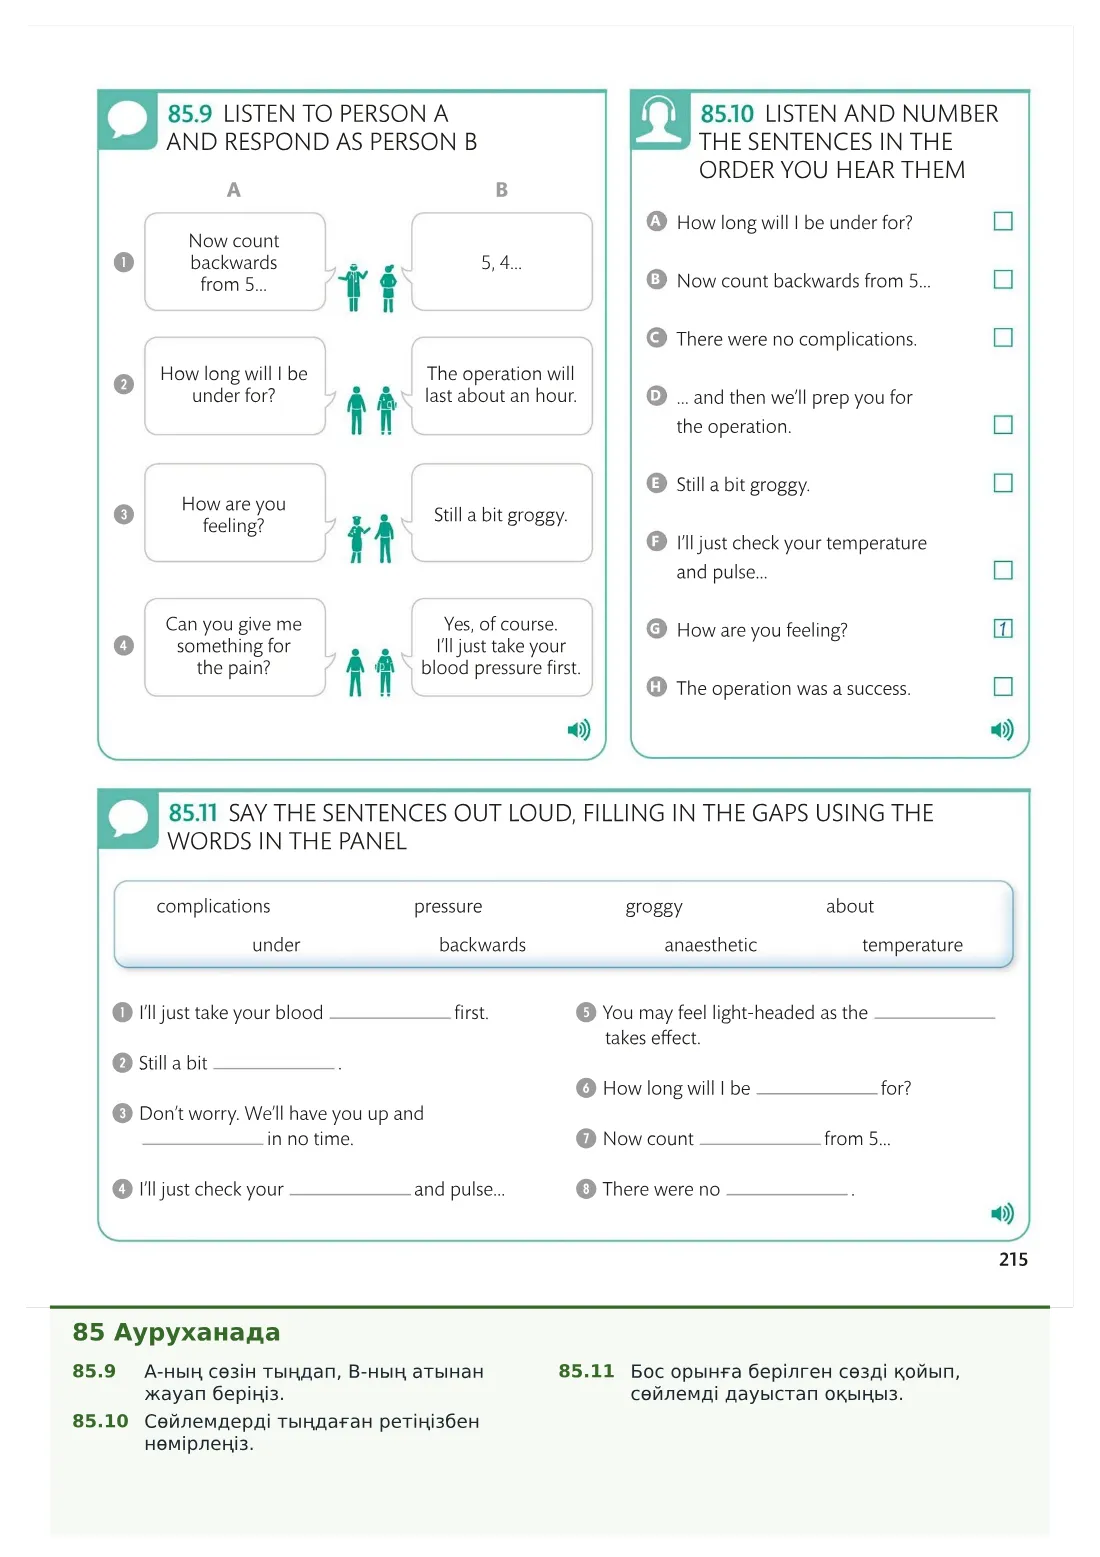 85.9 LISTEN TO PERSON A
AND RESPOND AS PERSON B
A
B
1
Now count
backwards
from 5...
5, 4...
2
How long will I be
under for?
The operation will
last about an hour.
3
How are you
feeling?
Still a bit groggy.
4
Can you give me
something for
the pain?
Yes, of course.
I'll just take your
blood pressure first.
85.10 LISTEN AND NUMBER
THE SENTENCES IN THE
ORDER YOU HEAR THEM
A How long will I be under for?
B Now count backwards from 5...
C There were no complications.
D ... and then we'll prep you for
the operation.
E Still a bit groggy.
F I'll just check your temperature
and pulse...
G How are you feeling? 1
H The operation was a success.
85.11 SAY THE SENTENCES OUT LOUD, FILLING IN THE GAPS USING THE
WORDS IN THE PANEL
complications pressure groggy about
under backwards anaesthetic temperature
1 I'll just take your blood ____________ first.
2 Still a bit ____________ .
3 Don't worry. We'll have you up and
____________ in no time.
4 I'll just check your ____________ and pulse...
5 You may feel light-headed as the ____________
takes effect.
6 How long will I be ____________ for?
7 Now count ____________ from 5...
8 There were no ____________ .
215
85 Ауруханада
85.9 А-ның сөзін тыңдап, В-ның атынан
жауап беріңіз.
85.10 Сөйлемдерді тыңдаған ретіңізбен
нөмірлеңіз.
85.11 Бос орынға берілген сөзді қойып,
сөйлемді дауыстап оқыңыз.